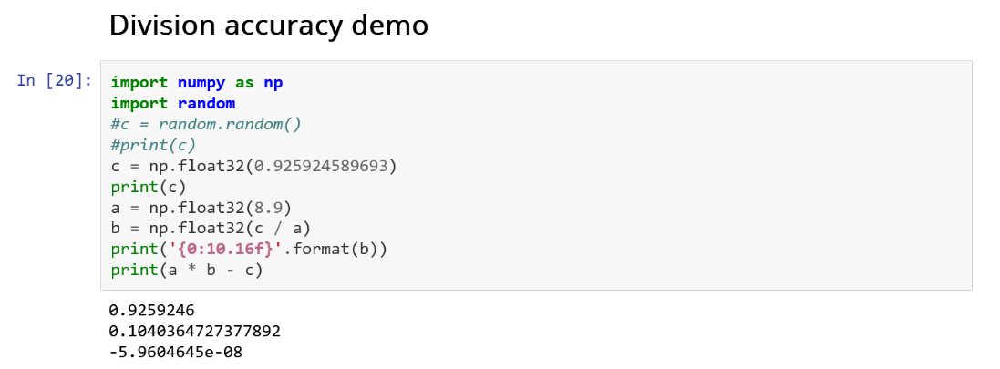 Division accuracy demo
In [20]:
import numpy as np
import random
#c = random.random()
#print(c)
c = np.float32(0.925924589693)
print(c)
a = np.float32(8.9)
b = np.float32(c / a)
print('{0:10.16f}'.format(b))
print(a * b - c)
0.9259246
0.1040364727377892
-5.9604645e-08